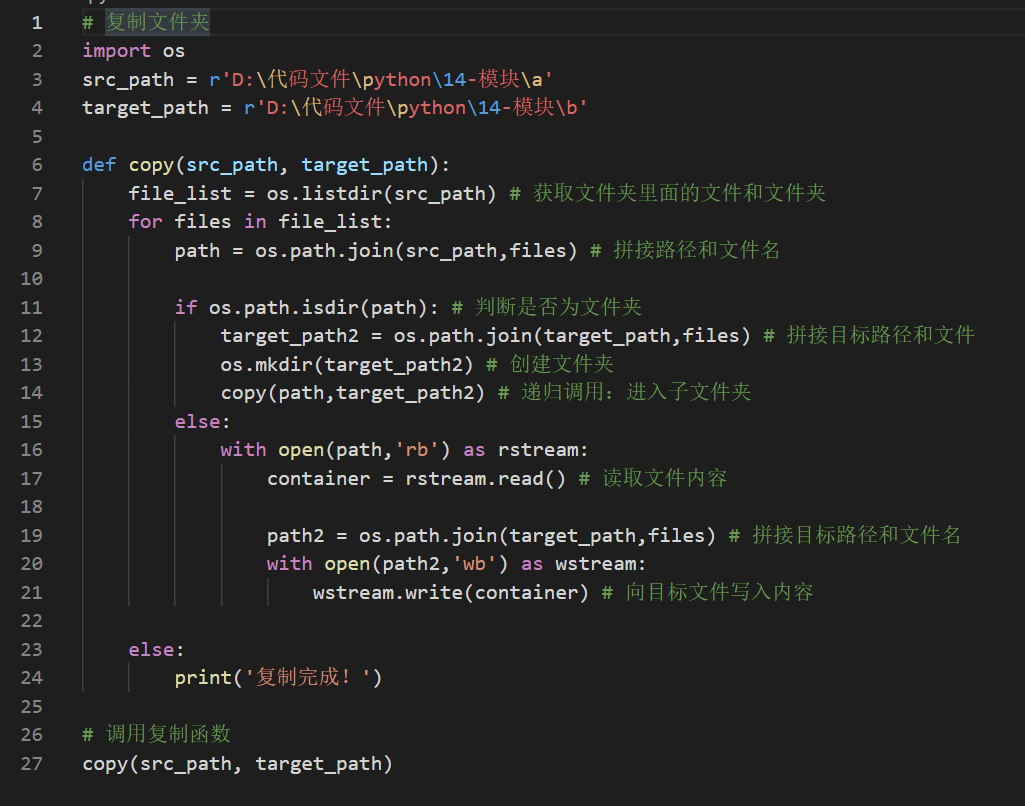 1 # 复制文件夹
2 import os
3 src_path = r'D:\代码文件\python\14-模块\a'
4 target_path = r'D:\代码文件\python\14-模块\b'
5
6 def copy(src_path, target_path):
7     file_list = os.listdir(src_path) # 获取文件夹里面的文件和文件夹
8     for files in file_list:
9         path = os.path.join(src_path,files) # 拼接路径和文件名
10
11         if os.path.isdir(path): # 判断是否为文件夹
12             target_path2 = os.path.join(target_path,files) # 拼接目标路径和文件
13             os.mkdir(target_path2) # 创建文件夹
14             copy(path,target_path2) # 递归调用：进入子文件夹
15         else:
16             with open(path,'rb') as rstream:
17                 container = rstream.read() # 读取文件内容
18
19                 path2 = os.path.join(target_path,files) # 拼接目标路径和文件名
20                 with open(path2,'wb') as wstream:
21                     wstream.write(container) # 向目标文件写入内容
22
23     else:
24         print('复制完成！')
25
26 # 调用复制函数
27 copy(src_path, target_path)